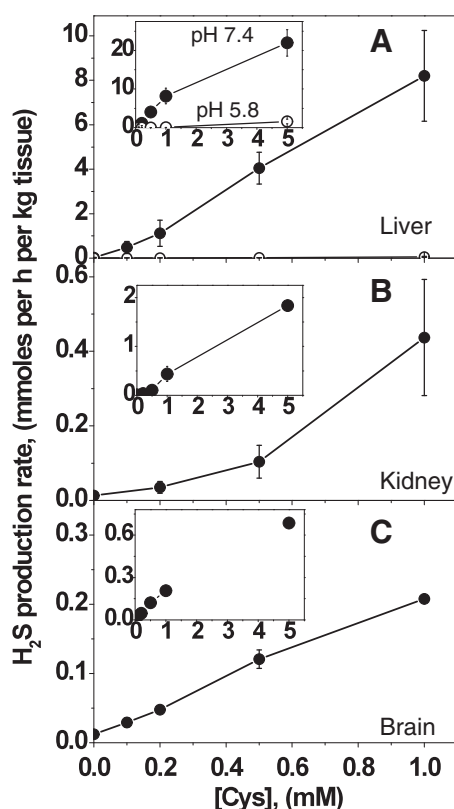 H2S production rate, (mmoles per h per kg tissue)
A
10
8
6
4
2
0
20
10
0
pH 7.4
pH 5.8
0 1 2 3 4 5
Liver
B
0.6
0.4
0.2
0.0
2
1
0
0 1 2 3 4 5
Kidney
C
0.3
0.2
0.1
0.0
0.6
0.3
0.0
0 1 2 3 4 5
Brain
0.0 0.2 0.4 0.6 0.8 1.0
[Cys], (mM)